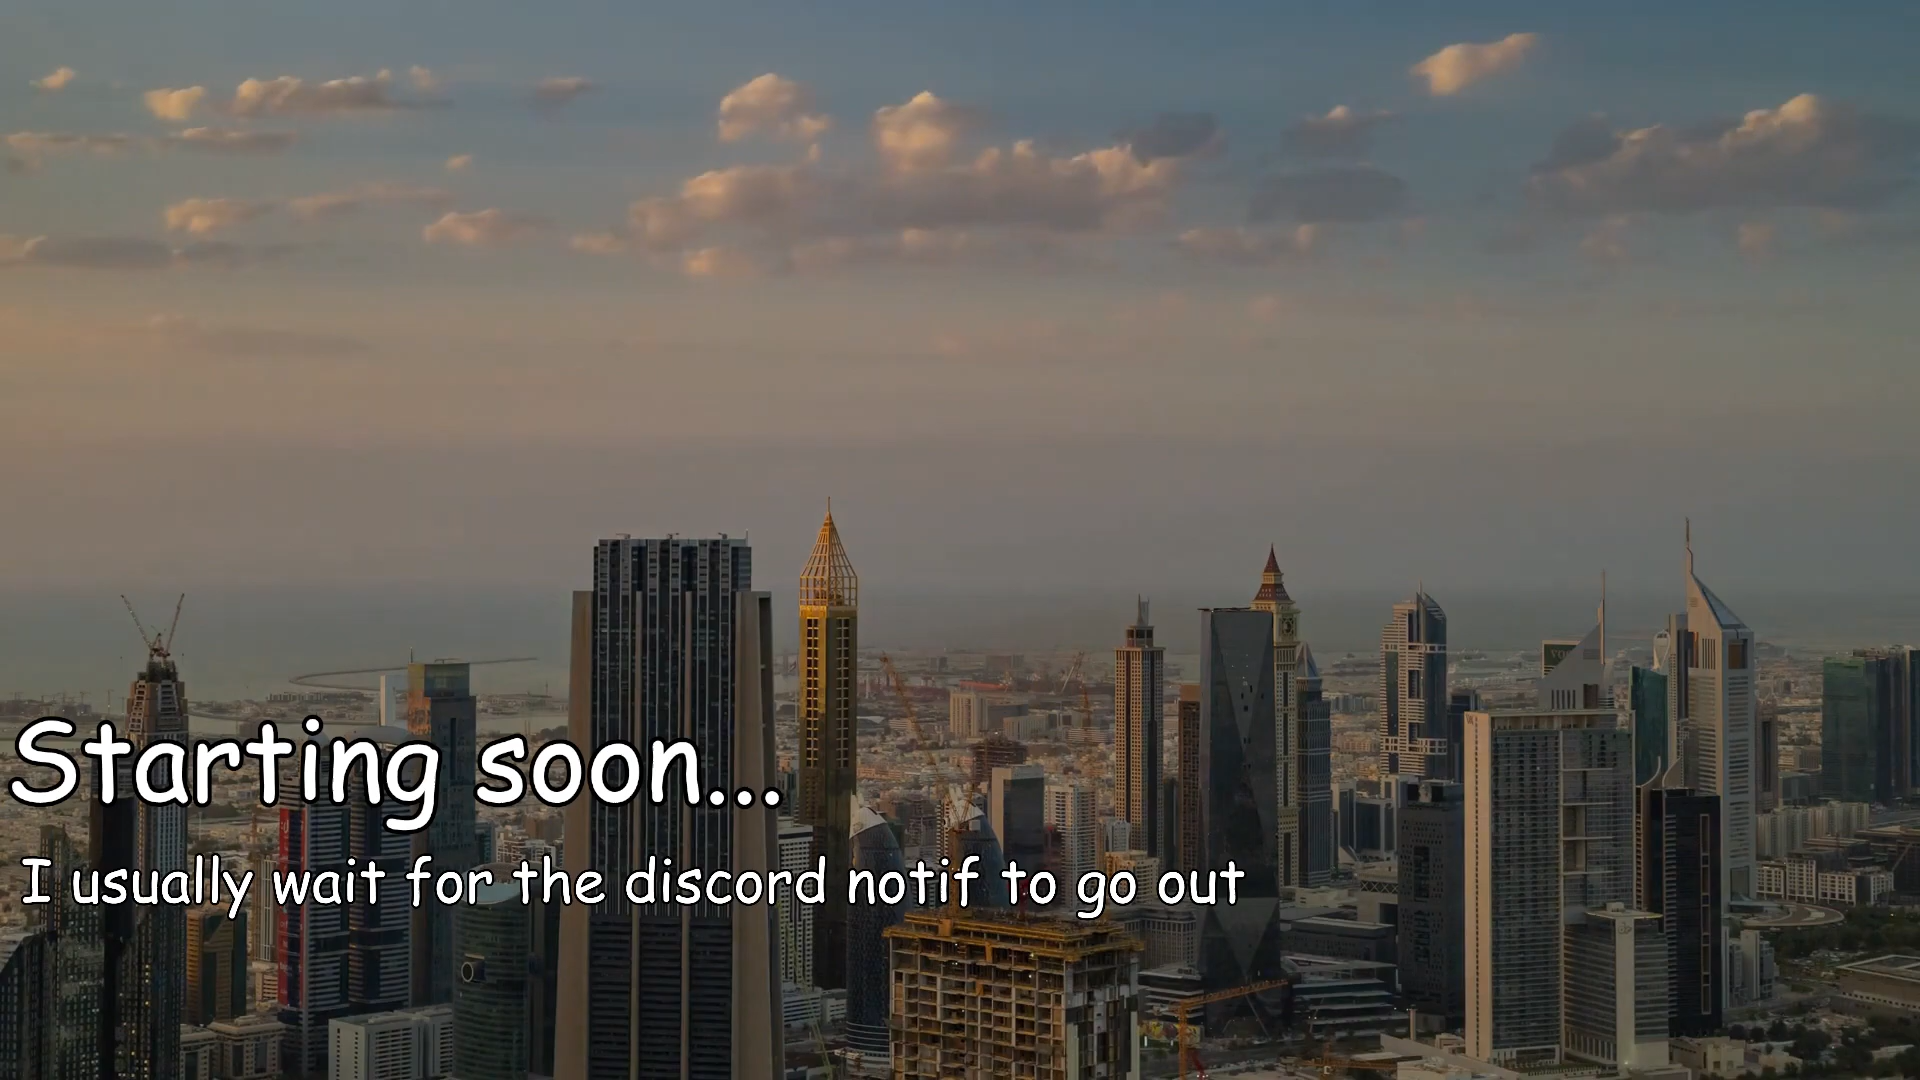 Starting soon...
I usually wait for the discord notif to go out